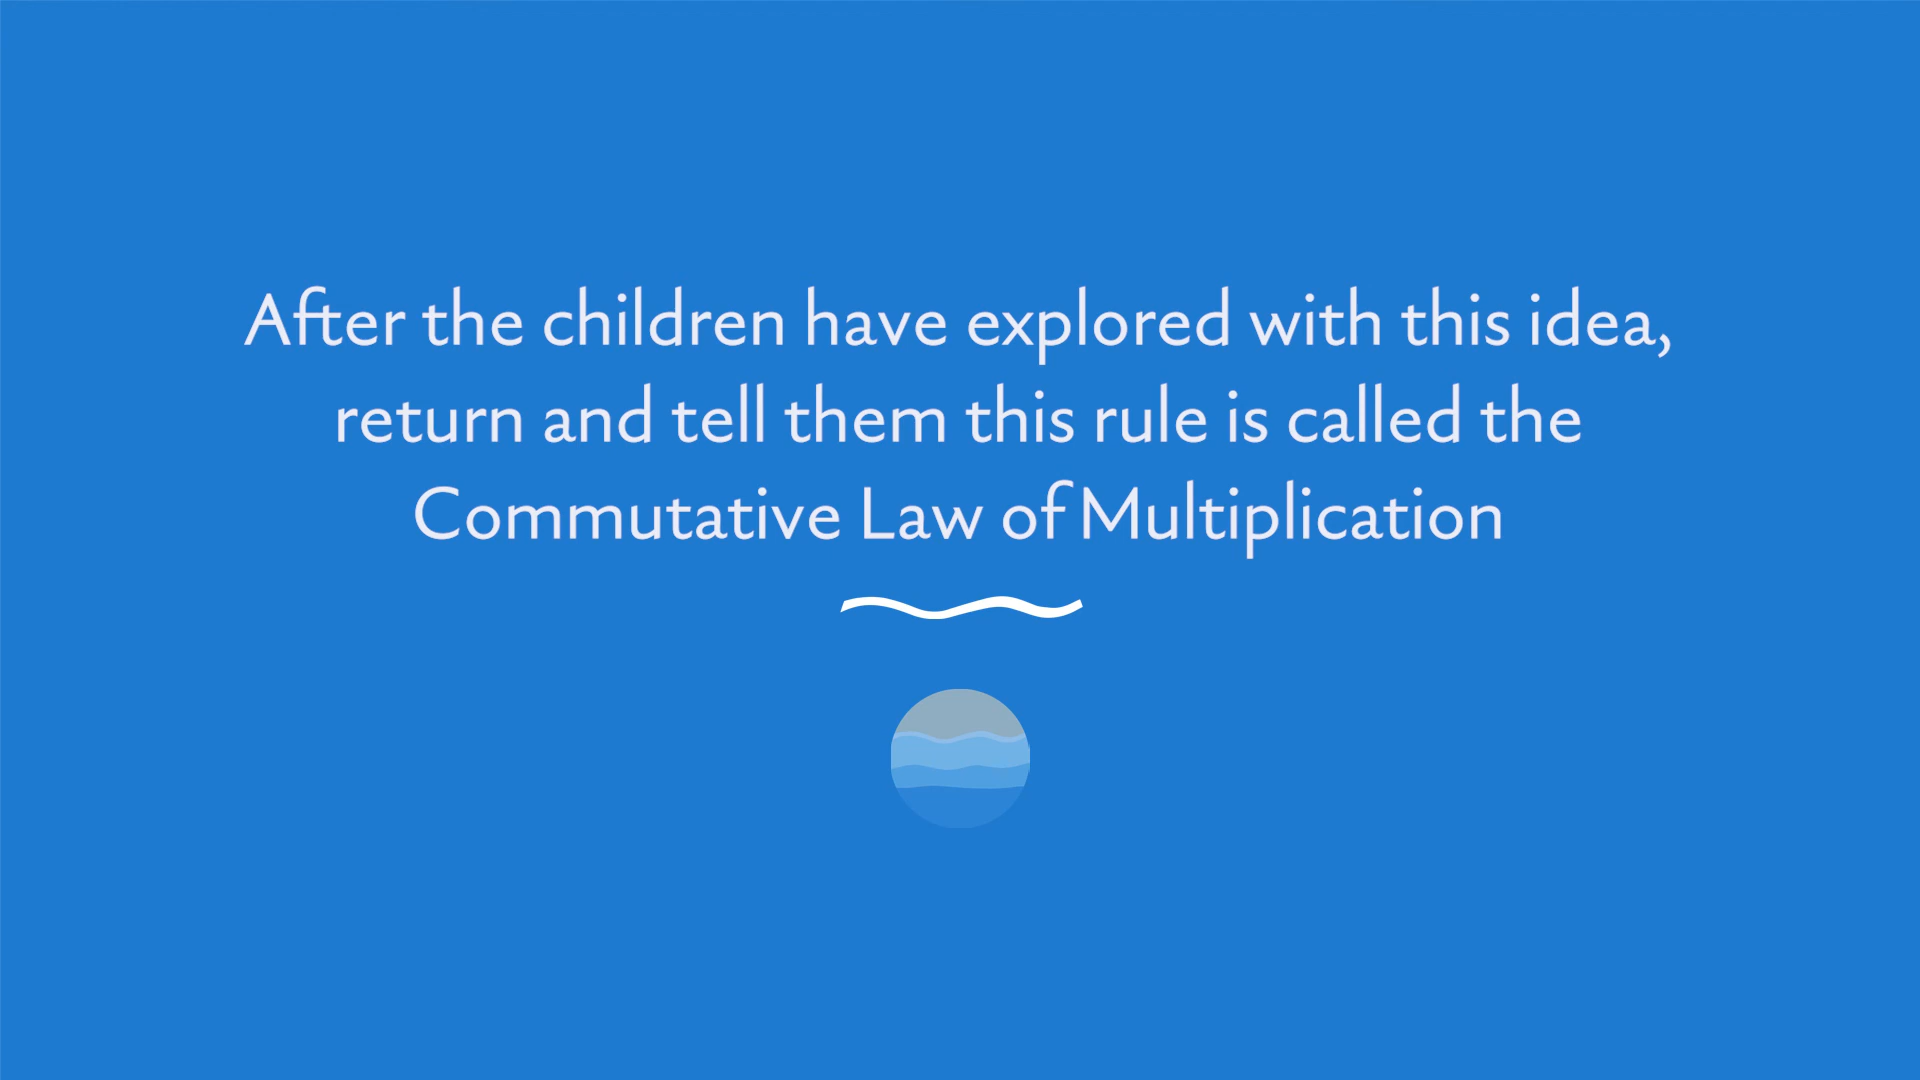 After the children have explored with this idea,
return and tell them this rule is called the
Commutative Law of Multiplication